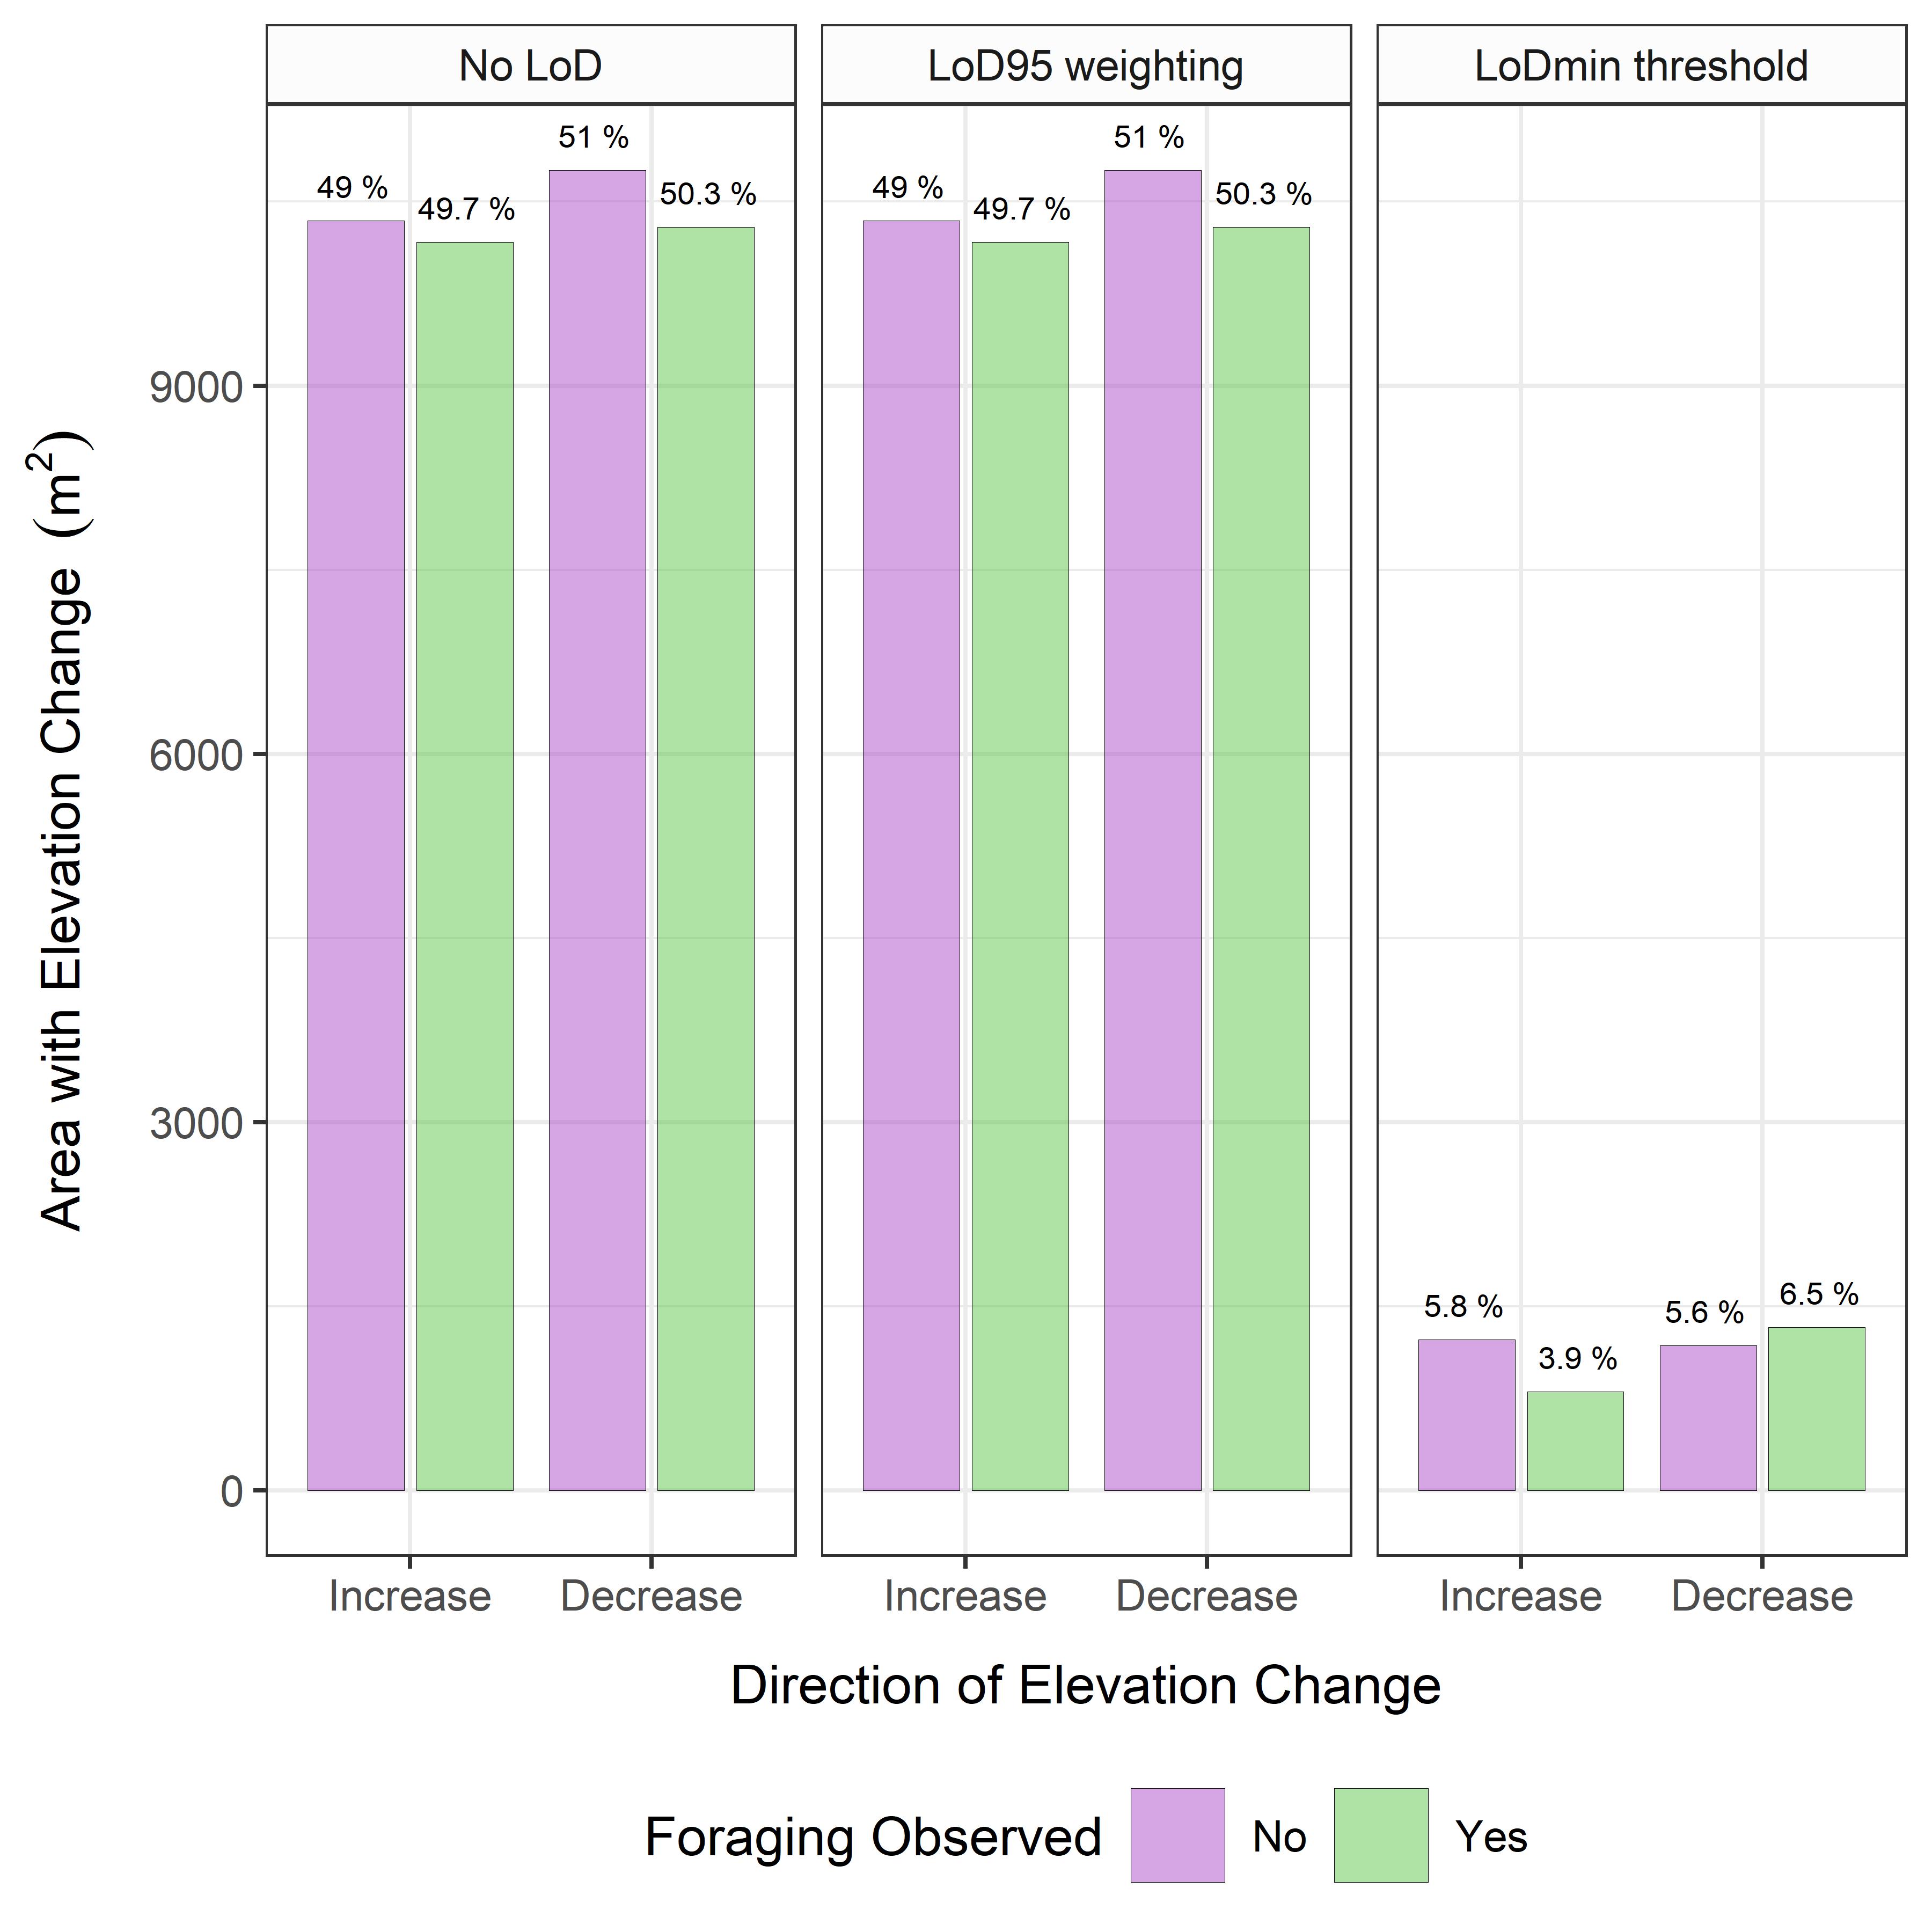 No LoD
LoD95 weighting
LoDmin threshold
Area with Elevation Change (m²)
9000
6000
3000
0
49 %
49.7 %
51 %
50.3 %
49 %
49.7 %
51 %
50.3 %
5.8 %
3.9 %
5.6 %
6.5 %
Increase Decrease
Increase Decrease
Increase Decrease
Direction of Elevation Change
Foraging Observed No Yes